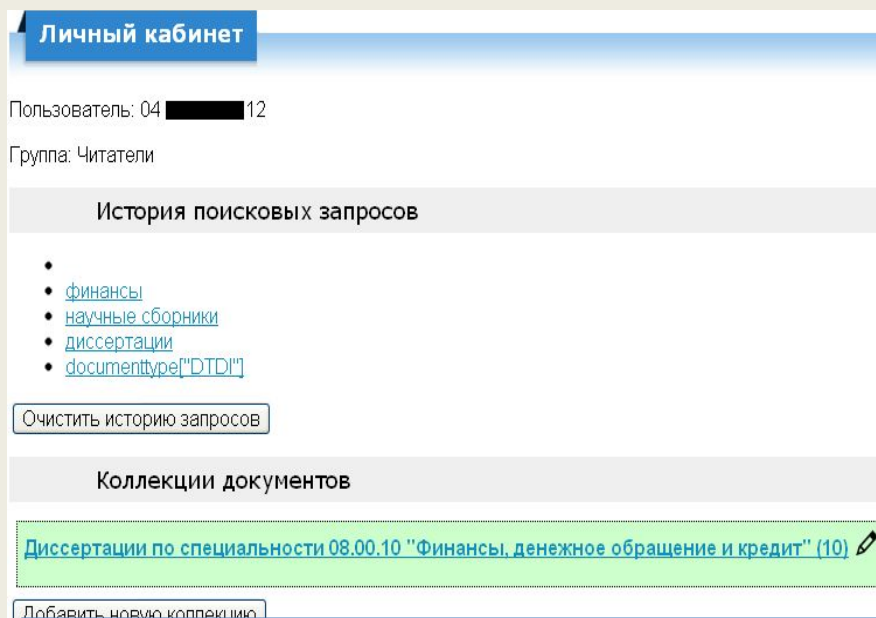 Личный кабинет
Пользователь: 04 12
Группа: Читатели
История поисковых запросов
финансы
научные сборники
диссертации
documenttype["DTDI"]
Очистить историю запросов
Коллекции документов
Диссертации по специальности 08.00.10 "Финансы, денежное обращение и кредит" (10)
Добавить новую коллекцию